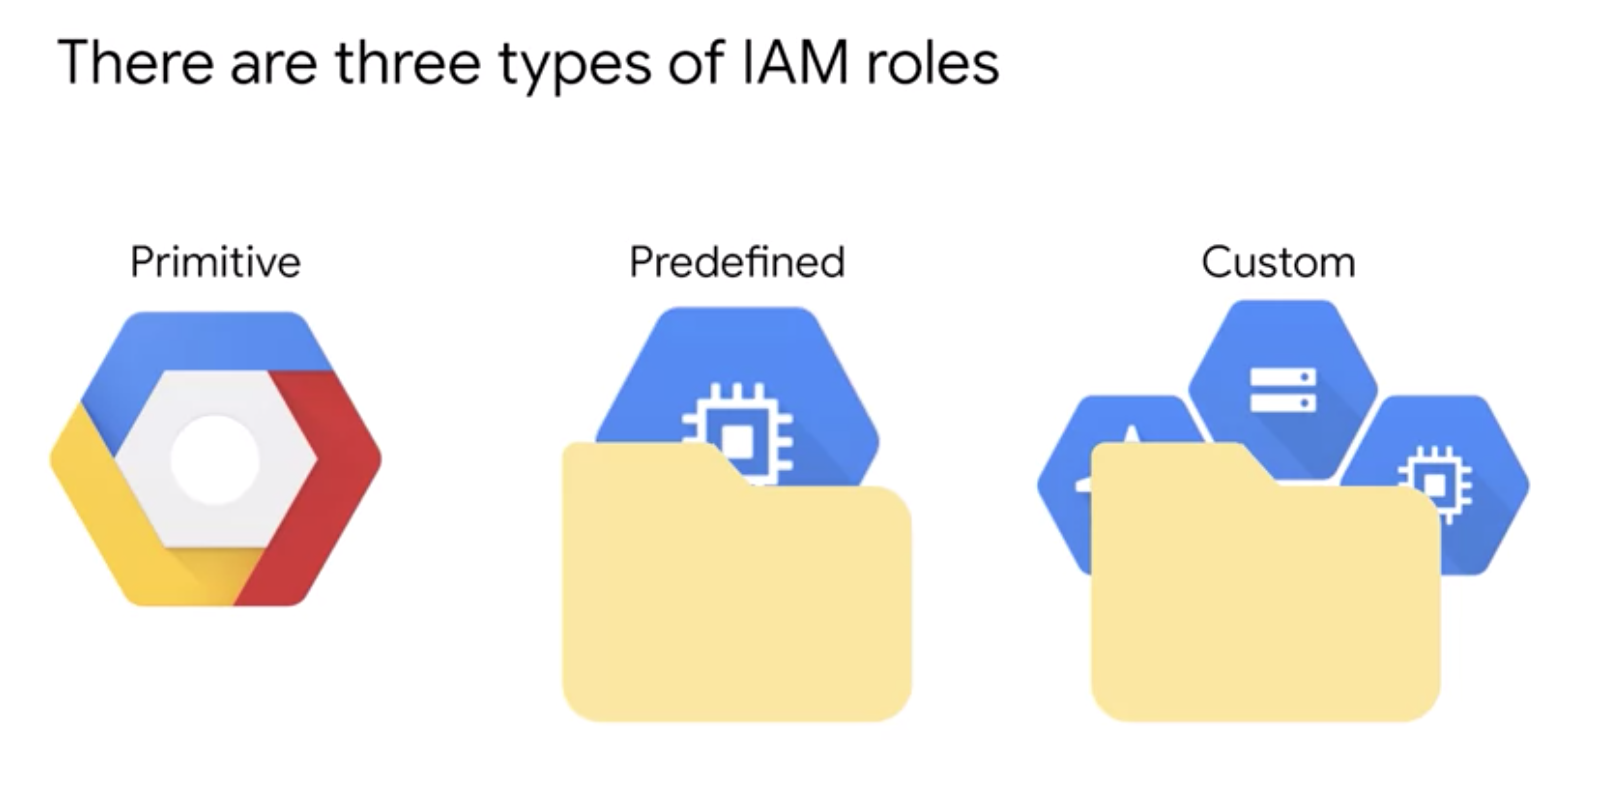 There are three types of IAM roles
Primitive
Predefined
Custom